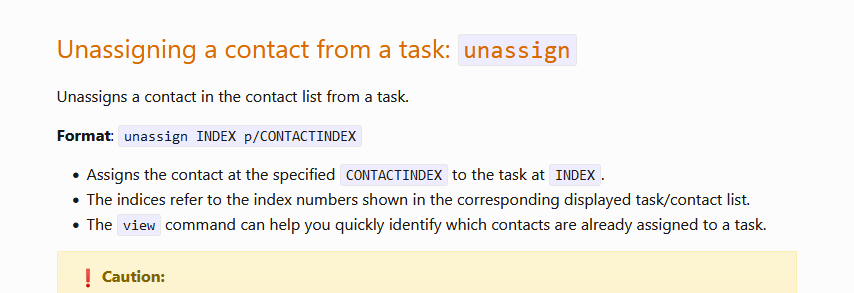 Unassigning a contact from a task: unassign
Unassigns a contact in the contact list from a task.
Format: unassign INDEX p/CONTACTINDEX
• Assigns the contact at the specified CONTACTINDEX to the task at INDEX.
• The indices refer to the index numbers shown in the corresponding displayed task/contact list.
• The view command can help you quickly identify which contacts are already assigned to a task.
❗ Caution: